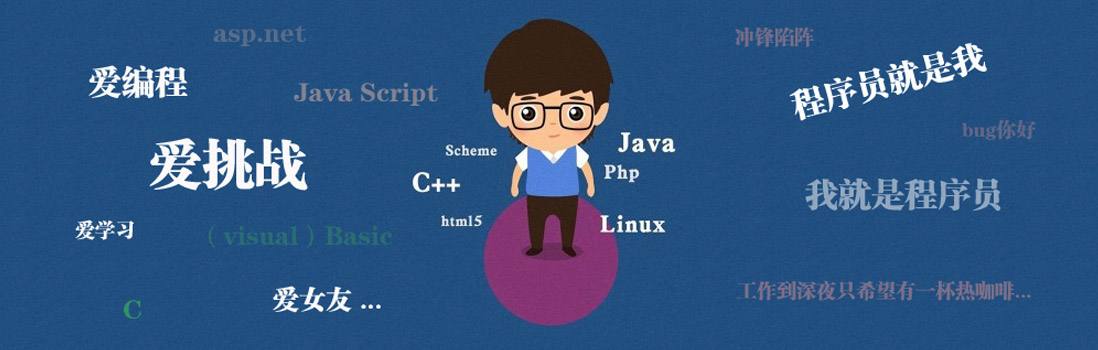 asp.net
爱编程
Java Script
爱挑战
爱学习
(visual) Basic
C
爱女友 ...
Scheme
C++
html5
Java
Php
Linux
冲锋陷阵
程序员就是我
bug你好
我就是程序员
工作到深夜只希望有一杯热咖啡...